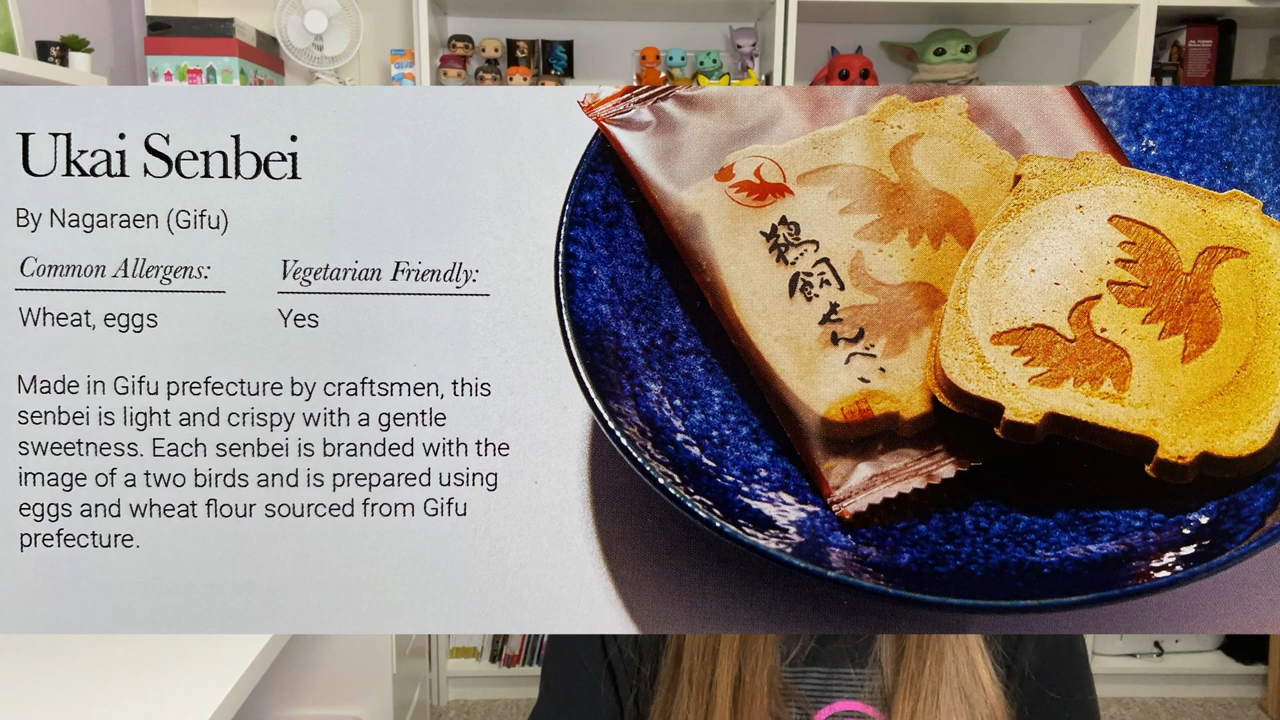 Ukai Senbei
By Nagaraen (Gifu)
Common Allergens:
Wheat, eggs
Vegetarian Friendly:
Yes
Made in Gifu prefecture by craftsmen, this
senbei is light and crispy with a gentle
sweetness. Each senbei is branded with the
image of a two birds and is prepared using
eggs and wheat flour sourced from Gifu
prefecture.
鵜飼せんべい